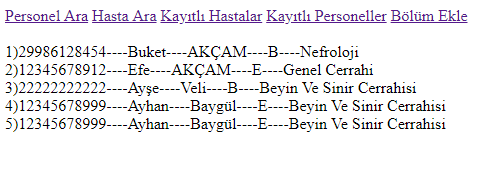 Personel Ara Hasta Ara Kayıtlı Hastalar Kayıtlı Personeller Bölüm Ekle
1)29986128454----Buket----AKÇAM----B----Nefroloji
2)12345678912----Efe----AKÇAM----E----Genel Cerrahi
3)22222222222----Ayşe----Veli----B----Beyin Ve Sinir Cerrahisi
4)12345678999----Ayhan----Baygül----E----Beyin Ve Sinir Cerrahisi
5)12345678999----Ayhan----Baygül----E----Beyin Ve Sinir Cerrahisi